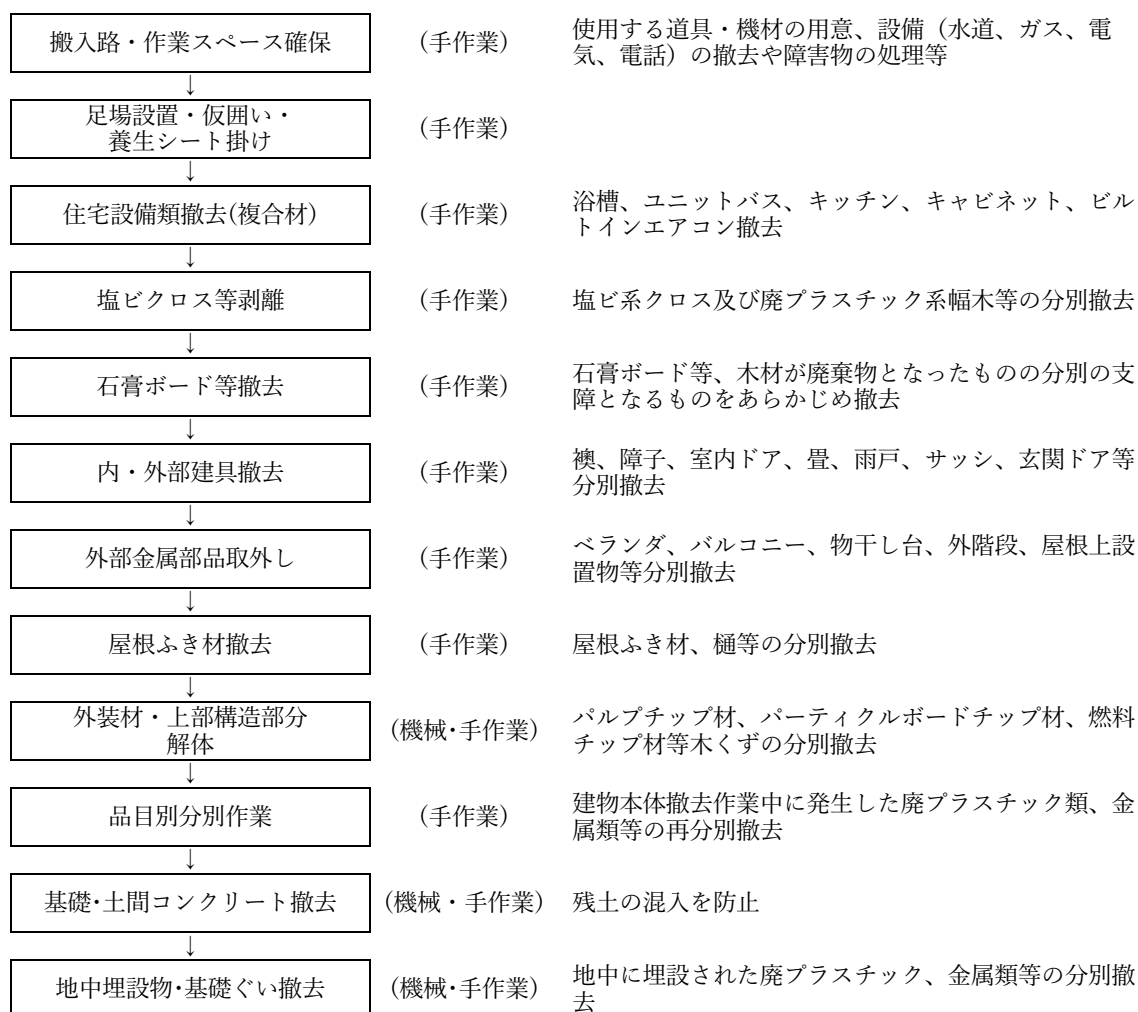 搬入路・作業スペース確保
(手作業)
使用する道具・機材の用意、設備（水道、ガス、電
気、電話）の撤去や障害物の処理等
↓
足場設置・仮囲い・
養生シート掛け
(手作業)
↓
住宅設備類撤去(複合材)
(手作業)
浴槽、ユニットバス、キッチン、キャビネット、ビル
トインエアコン撤去
↓
塩ビクロス等剥離
(手作業)
塩ビ系クロス及び廃プラスチック系幅木等の分別撤去
↓
石膏ボード等撤去
(手作業)
石膏ボード等、木材が廃棄物となったものの分別の支
障となるものをあらかじめ撤去
↓
内・外部建具撤去
(手作業)
襖、障子、室内ドア、畳、雨戸、サッシ、玄関ドア等
分別撤去
↓
外部金属部品取外し
(手作業)
ベランダ、バルコニー、物干し台、外階段、屋根上設
置物等分別撤去
↓
屋根ふき材撤去
(手作業)
屋根ふき材、樋等の分別撤去
↓
外装材・上部構造部分
解体
(機械･手作業)
パルプチップ材、パーティクルボードチップ材、燃料
チップ材等木くずの分別撤去
↓
品目別分別作業
(手作業)
建物本体撤去作業中に発生した廃プラスチック類、金
属類等の再分別撤去
↓
基礎･土間コンクリート撤去
(機械・手作業)
残土の混入を防止
↓
地中埋設物･基礎ぐい撤去
(機械･手作業)
地中に埋設された廃プラスチック、金属類等の分別撤
去